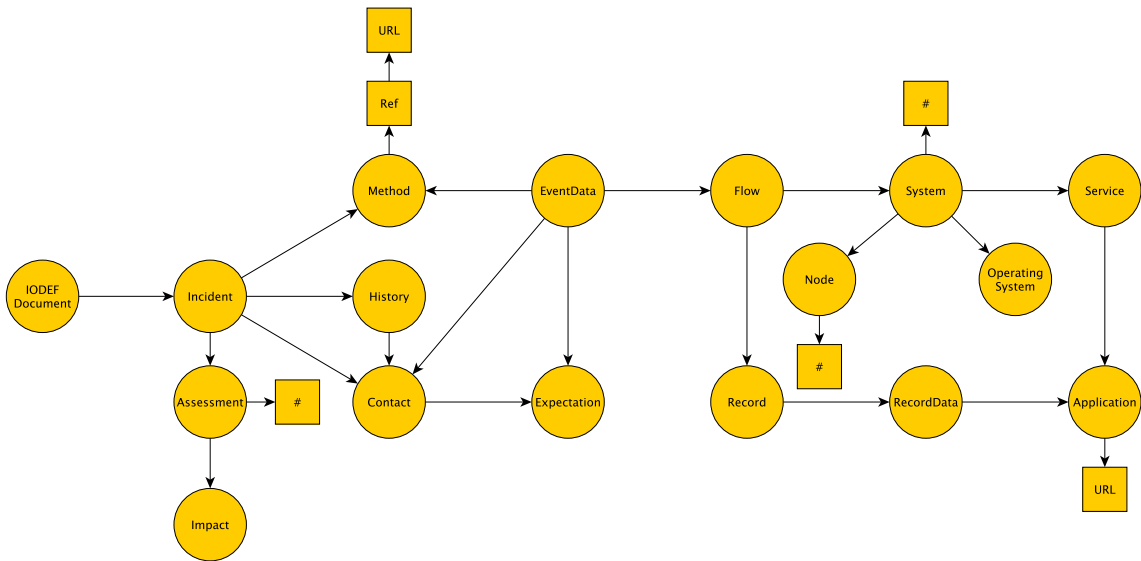 URL
Ref
#
Method
EventData
Flow
System
Service
IODEF
Document
Incident
History
Node
Operating
System
#
Assessment
#
Contact
Expectation
Record
RecordData
Application
URL
Impact